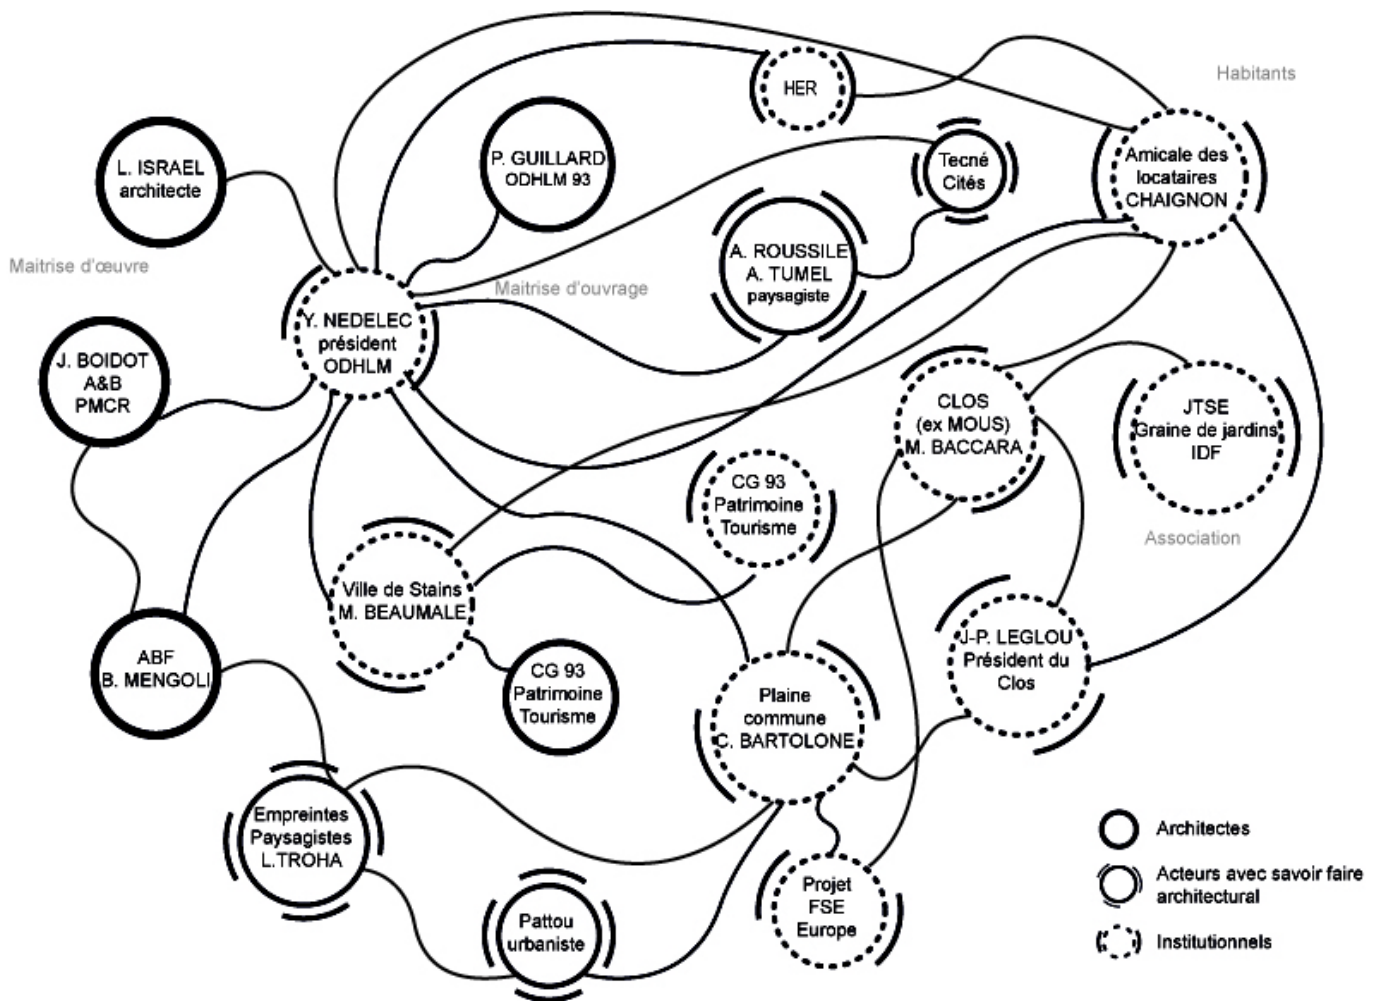 HER
Habitants
L. ISRAEL
architecte
P. GUILLARD
ODHLM 93
Tecné
Cités
Amicale des
locataires
CHAIGNON
Maitrise d'œuvre
A. ROUSSILE
A. TUMEL
paysagiste
Maitrise d'ouvrage
Y. NEDELEC
président
ODHLM
J. BOIDOT
A&B
PMCR
CLOS
(ex MOUS)
M. BACCARA
JTSE
Graine de jardins
IDF
CG 93
Patrimoine
Tourisme
Association
Ville de Stains
M. BEAUMALE
ABF
B. MENGOLI
J-P. LEGLOU
Président du
Clos
CG 93
Patrimoine
Tourisme
Plaine
commune
C. BARTOLONE
Empreintes
Paysagistes
L.TROHA
Pattou
urbaniste
Projet
FSE
Europe
Architectes
Acteurs avec savoir faire
architectural
Institutionnels